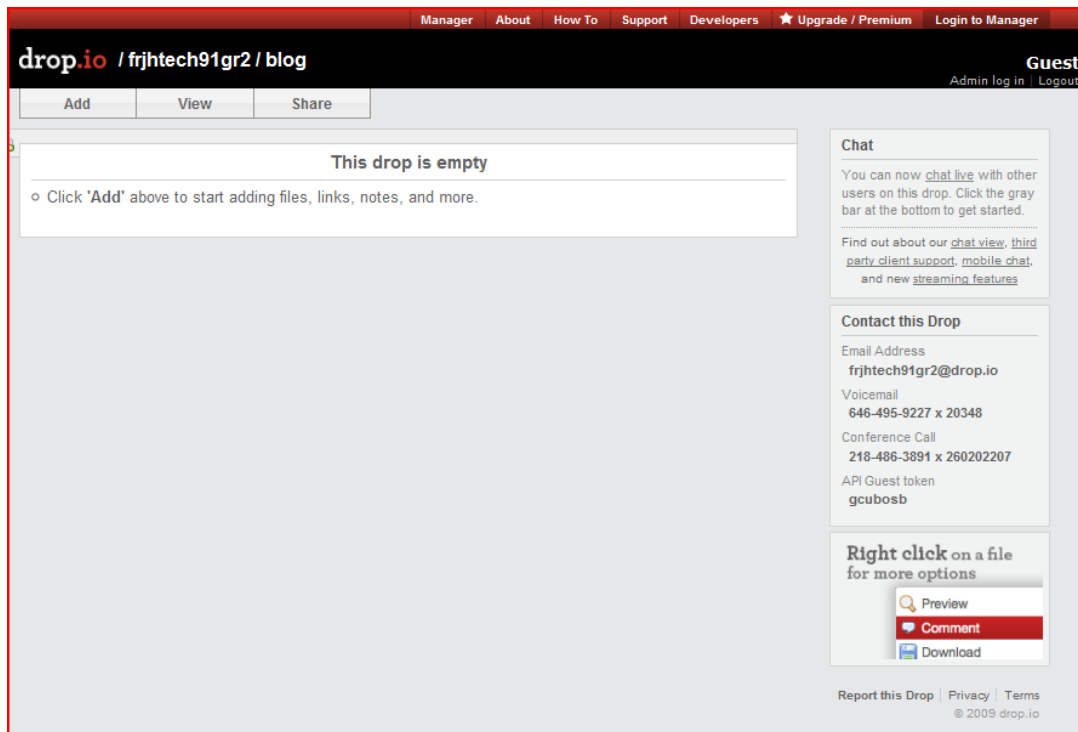 Manager About How To Support Developers Upgrade / Premium Login to Manager
drop.io / frjhtech91gr2 / blog
Guest
Admin log in | Logout
Add View Share
This drop is empty
Click 'Add' above to start adding files, links, notes, and more.
Chat
You can now chat live with other
users on this drop. Click the gray
bar at the bottom to get started.
Find out about our chat view, third
party client support, mobile chat,
and new streaming features
Contact this Drop
Email Address
frjhtech91gr2@drop.io
Voicemail
646-495-9227 x 20348
Conference Call
218-486-3891 x 260202207
API Guest token
gcubosb
Right click on a file
for more options
Preview
Comment
Download
Report this Drop | Privacy | Terms
© 2009 drop.io